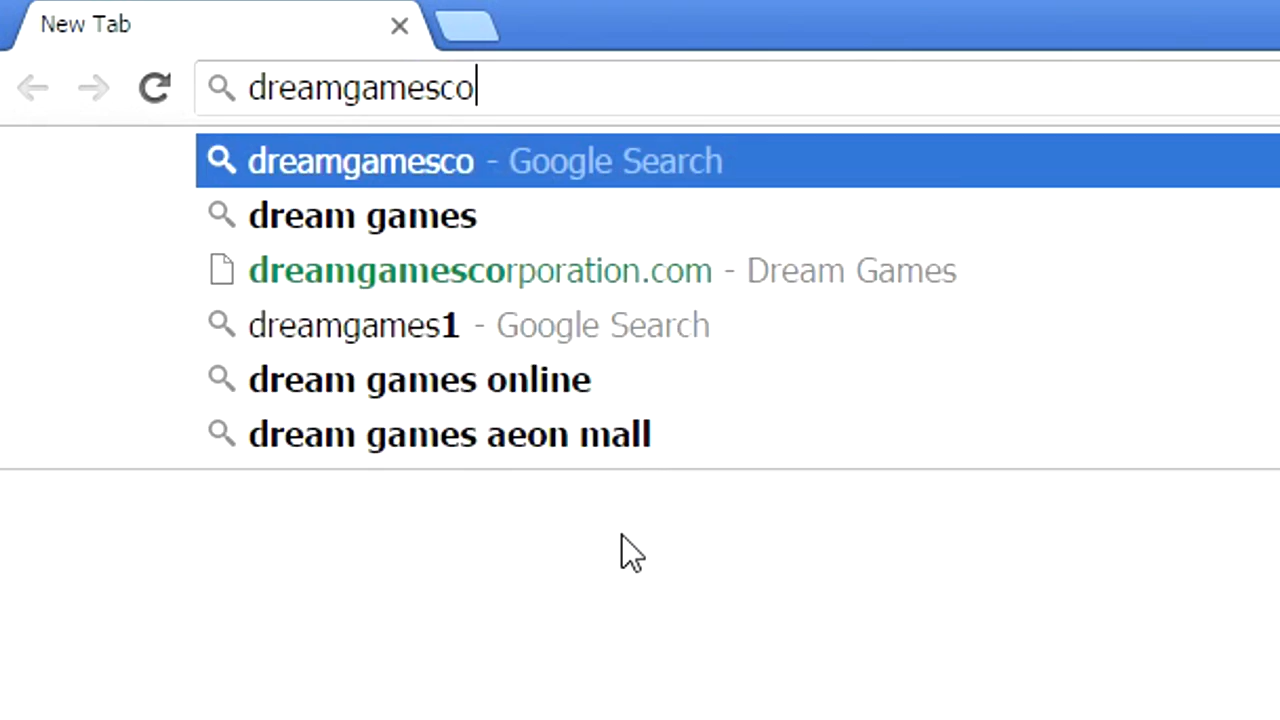 New Tab
dreamgamesco
dreamgamesco - Google Search
dream games
dreamgamescorporation.com - Dream Games
dreamgames1 - Google Search
dream games online
dream games aeon mall